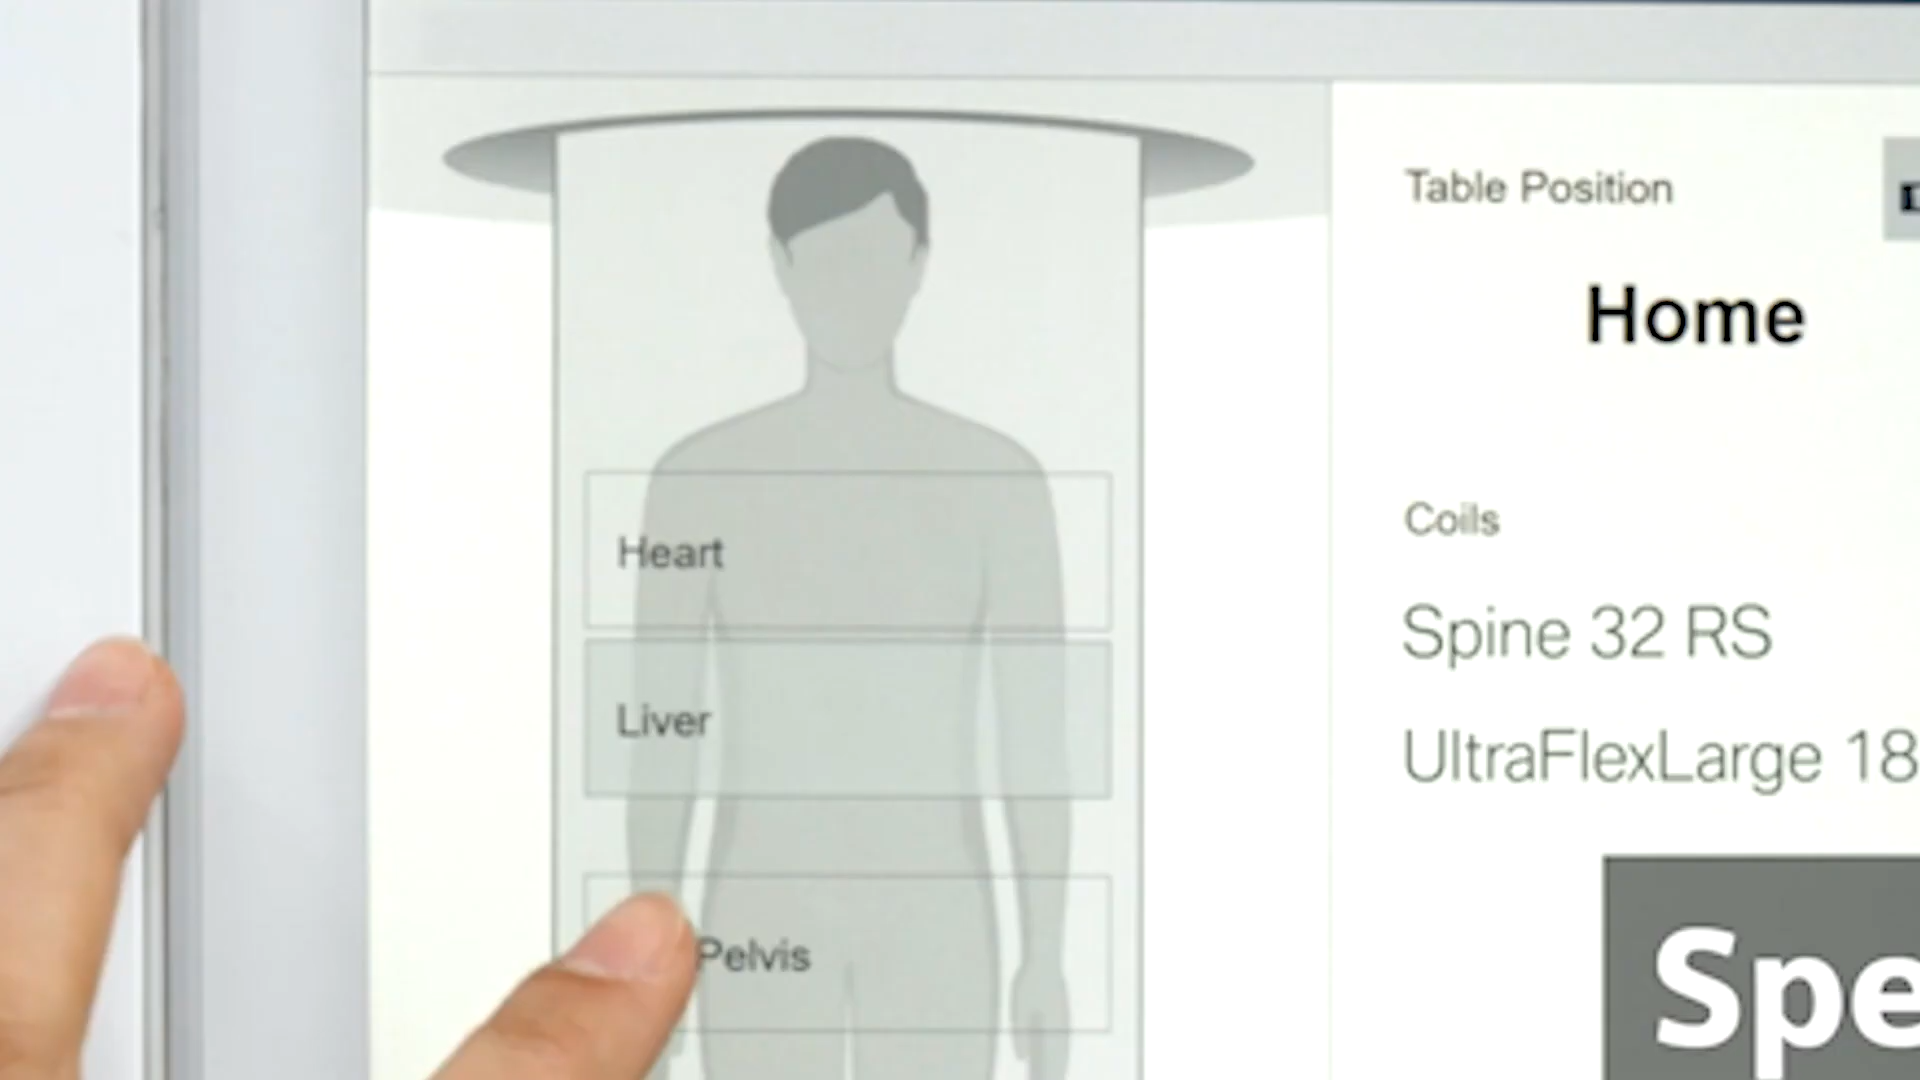 Table Position
Home
Heart
Liver
Pelvis
Coils
Spine 32 RS
UltraFlexLarge 18
Spe